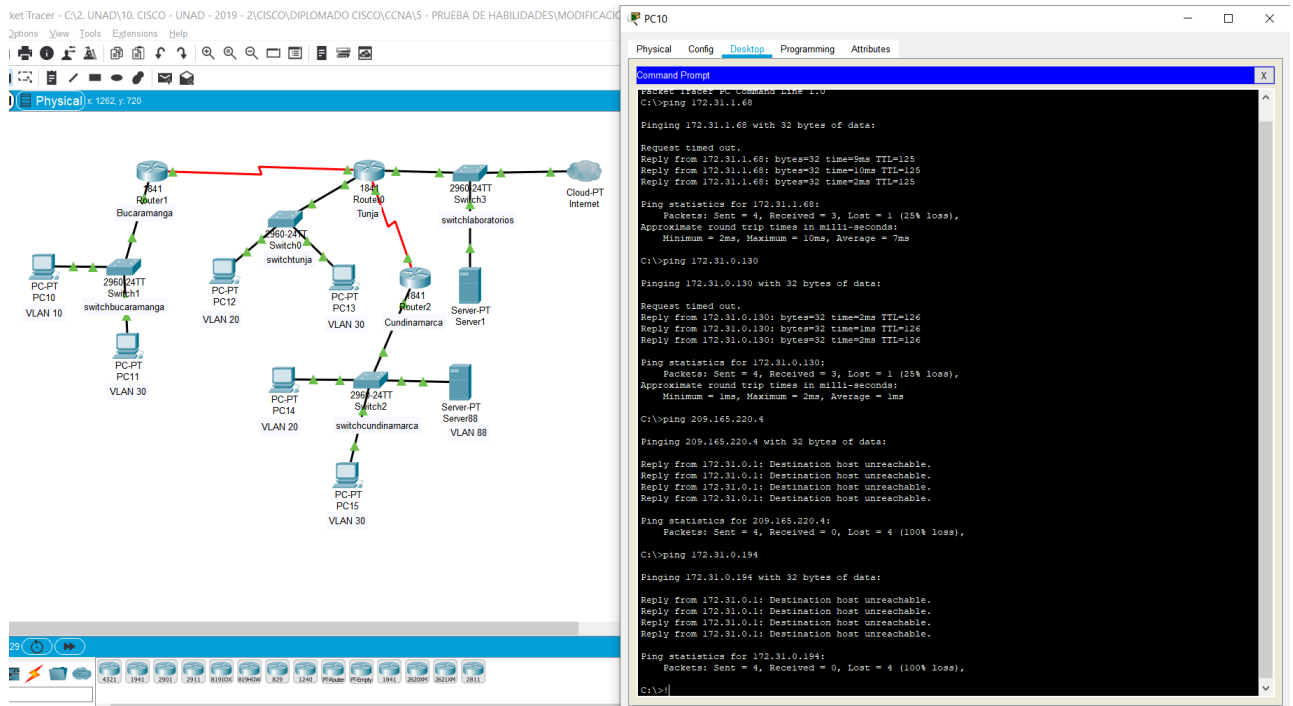 ket Tracer - C:\2. UNAD\10. CISCO - UNAD - 2019 - 2\CISCO\DIPLOMADO CISCO\CCNA\5 - PRUEBA DE HABILIDADES\MODIFICACIO
Options View Tools Extensions Help
Physical x: 1262, y: 720
1841
Router1
Bucaramanga
1841
Router0
Tunja
2960-24TT
Switch3
switchlaboratorios
Cloud-PT
Internet
2960-24TT
Switch0
switchtunja
PC-PT
PC10
VLAN 10
2960-24TT
Switch1
switchbucaramanga
PC-PT
PC12
VLAN 20
PC-PT
PC13
VLAN 30
1841
Router2
Cundinamarca
Server-PT
Server1
PC-PT
PC11
VLAN 30
PC-PT
PC14
VLAN 20
2960-24TT
Switch2
switchcundinamarca
Server-PT
Server88
VLAN 88
PC-PT
PC15
VLAN 30
29
4321 1941 2901 2911 819IOX 819HGW 829 1240 PT-Router PT-Empty 1841 2620XM 2621XM 2811
PC10
Physical Config Desktop Programming Attributes
Command Prompt
X
Packet Tracer PC Command Line 1.0
C:\>ping 172.31.1.68
Pinging 172.31.1.68 with 32 bytes of data:
Request timed out.
Reply from 172.31.1.68: bytes=32 time=9ms TTL=125
Reply from 172.31.1.68: bytes=32 time=10ms TTL=125
Reply from 172.31.1.68: bytes=32 time=2ms TTL=125
Ping statistics for 172.31.1.68:
Packets: Sent = 4, Received = 3, Lost = 1 (25% loss),
Approximate round trip times in milli-seconds:
Minimum = 2ms, Maximum = 10ms, Average = 7ms
C:\>ping 172.31.0.130
Pinging 172.31.0.130 with 32 bytes of data:
Request timed out.
Reply from 172.31.0.130: bytes=32 time=2ms TTL=126
Reply from 172.31.0.130: bytes=32 time=1ms TTL=126
Reply from 172.31.0.130: bytes=32 time=2ms TTL=126
Ping statistics for 172.31.0.130:
Packets: Sent = 4, Received = 3, Lost = 1 (25% loss),
Approximate round trip times in milli-seconds:
Minimum = 1ms, Maximum = 2ms, Average = 1ms
C:\>ping 209.165.220.4
Pinging 209.165.220.4 with 32 bytes of data:
Reply from 172.31.0.1: Destination host unreachable.
Reply from 172.31.0.1: Destination host unreachable.
Reply from 172.31.0.1: Destination host unreachable.
Reply from 172.31.0.1: Destination host unreachable.
Ping statistics for 209.165.220.4:
Packets: Sent = 4, Received = 0, Lost = 4 (100% loss),
C:\>ping 172.31.0.194
Pinging 172.31.0.194 with 32 bytes of data:
Reply from 172.31.0.1: Destination host unreachable.
Reply from 172.31.0.1: Destination host unreachable.
Reply from 172.31.0.1: Destination host unreachable.
Reply from 172.31.0.1: Destination host unreachable.
Ping statistics for 172.31.0.194:
Packets: Sent = 4, Received = 0, Lost = 4 (100% loss),
C:\>!